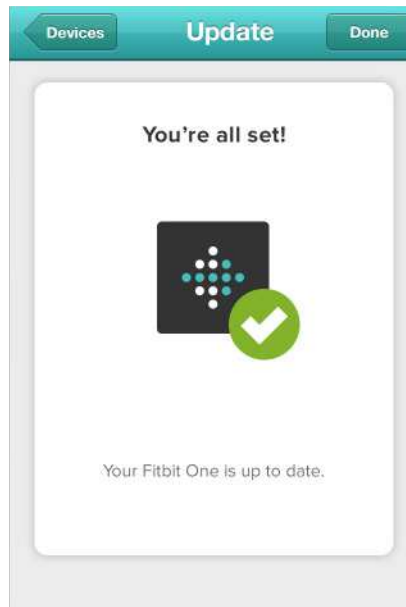 Devices
Update
Done
You're all set!
Your Fitbit One is up to date.